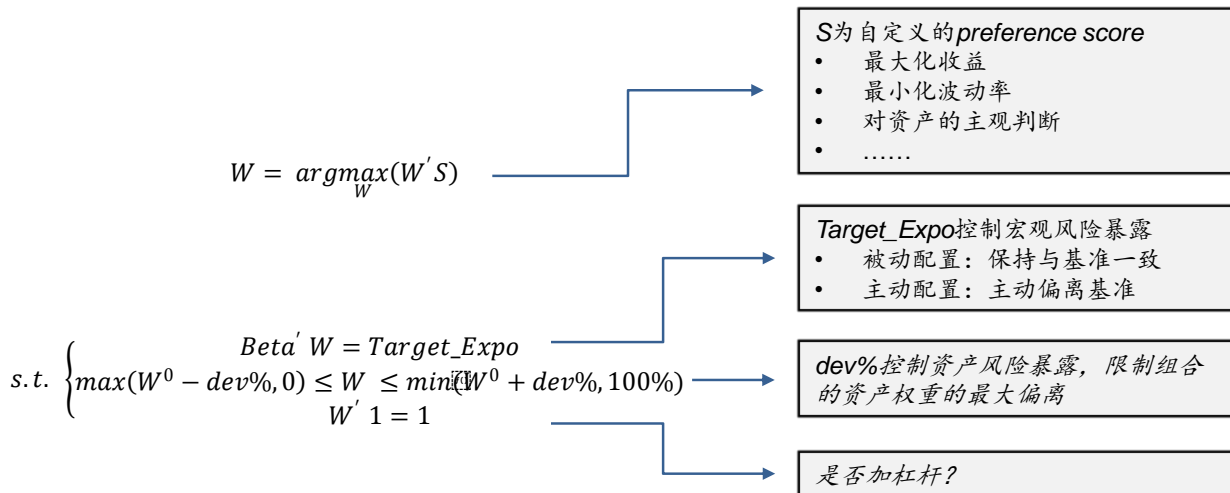 S为自定义的preference score
• 最大化收益
• 最小化波动率
• 对资产的主观判断
• ……
W = argmax(W′S)
W
Target_Expo控制宏观风险暴露
• 被动配置：保持与基准一致
• 主动配置：主动偏离基准
Beta′ W = Target_Expo
s.t. { max(W⁰ − dev%, 0) ≤ W ≤ min(W⁰ + dev%, 100%)
W′ 1 = 1
dev%控制资产风险暴露，限制组合
的资产权重的最大偏离
是否加杠杆？